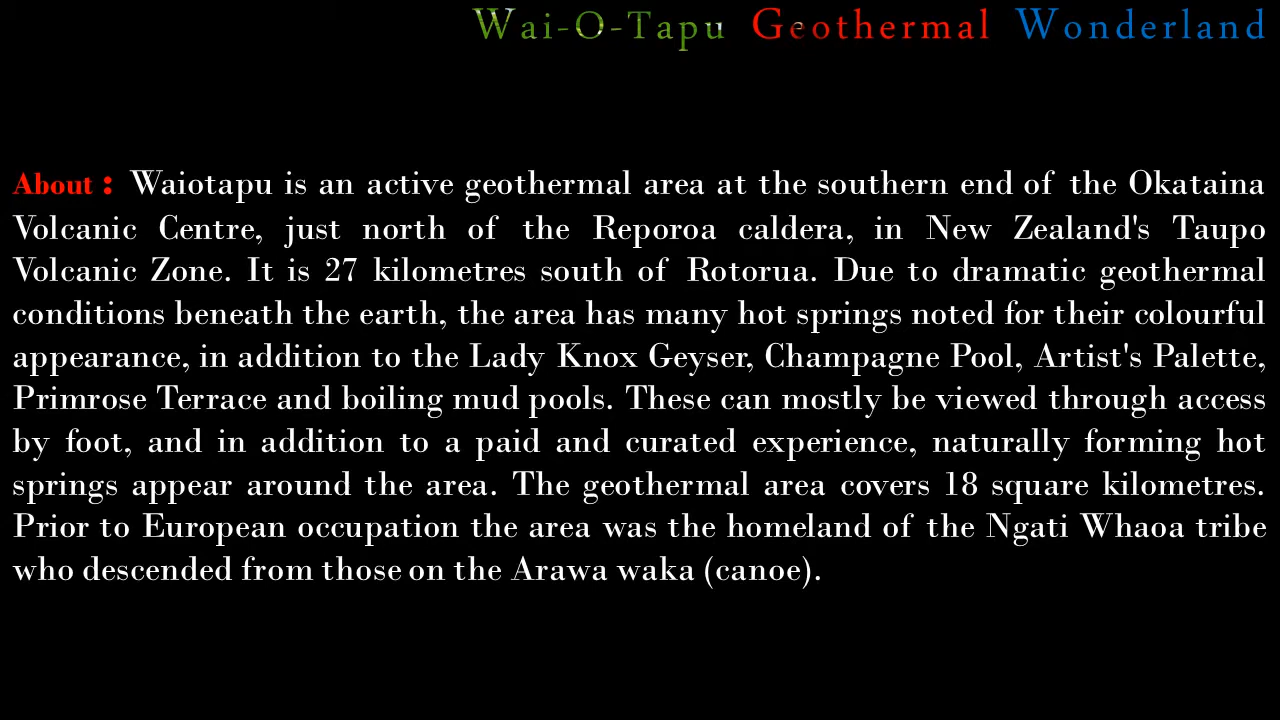 Wai-O-Tapu Geothermal Wonderland
About : Waiotapu is an active geothermal area at the southern end of the Okataina
Volcanic Centre, just north of the Reporoa caldera, in New Zealand's Taupo
Volcanic Zone. It is 27 kilometres south of Rotorua. Due to dramatic geothermal
conditions beneath the earth, the area has many hot springs noted for their colourful
appearance, in addition to the Lady Knox Geyser, Champagne Pool, Artist's Palette,
Primrose Terrace and boiling mud pools. These can mostly be viewed through access
by foot, and in addition to a paid and curated experience, naturally forming hot
springs appear around the area. The geothermal area covers 18 square kilometres.
Prior to European occupation the area was the homeland of the Ngati Whaoa tribe
who descended from those on the Arawa waka (canoe).